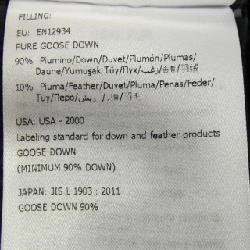 FILLING:
EU: EN12934
PURE GOOSE DOWN
90% Plumino/Down/Duvet/Plumón/Plumas/
Daune/Yumuşak Tüy/Пух/
10% Piuma/Feather/Duvet/Pluma/Penas/Feder/
Tüy/Перо/ريش/
USA: USA - 2000
Labeling standard for down and feather products
GOOSE DOWN
(MINIMUM 90% DOWN)
JAPAN: JIS L 1903 : 2011
GOOSE DOWN 90%